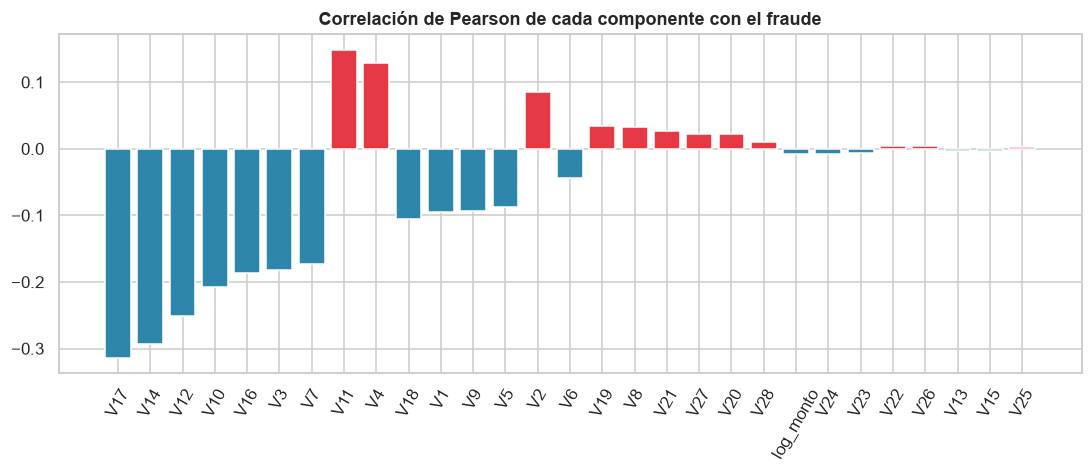 Correlación de Pearson de cada componente con el fraude
0.1
0.0
−0.1
−0.2
−0.3
V17
V14
V12
V10
V16
V3
V7
V11
V4
V18
V1
V9
V5
V2
V6
V19
V8
V21
V27
V20
V28
log_monto
V24
V23
V22
V26
V13
V15
V25